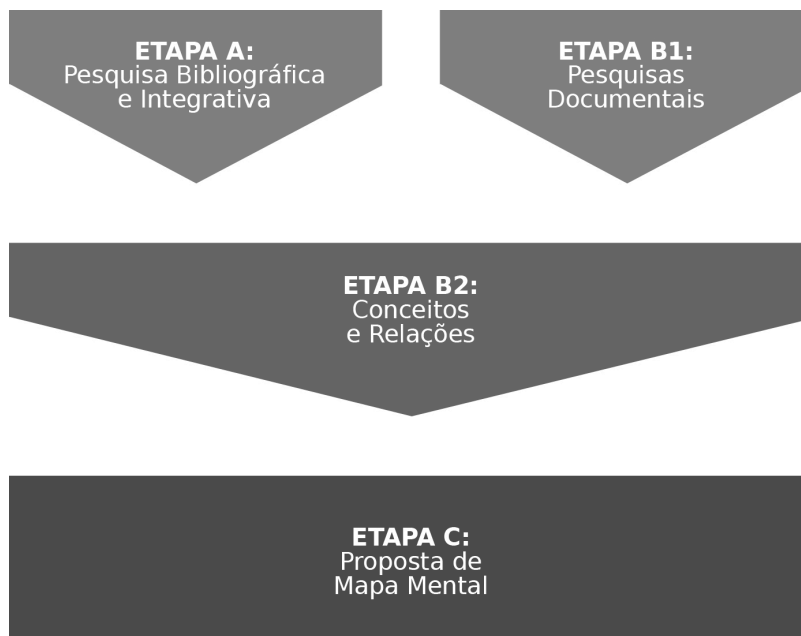 ETAPA A:
Pesquisa Bibliográfica
e Integrativa
ETAPA B1:
Pesquisas
Documentais
ETAPA B2:
Conceitos
e Relações
ETAPA C:
Proposta de
Mapa Mental